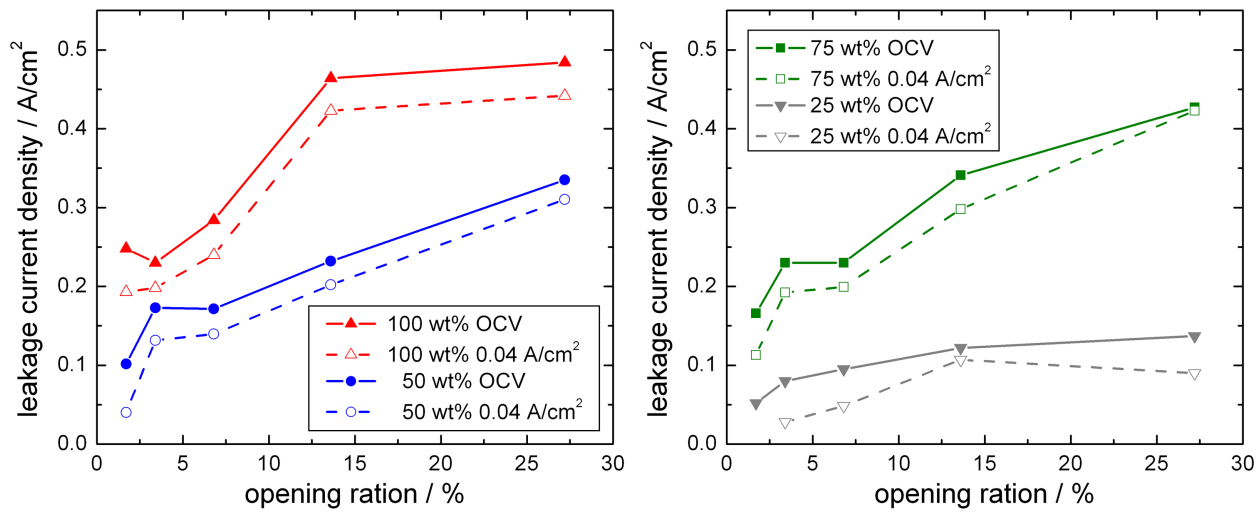 leakage current density / A/cm²
0.5
0.4
0.3
0.2
0.1
0.0
100 wt% OCV
100 wt% 0.04 A/cm²
50 wt% OCV
50 wt% 0.04 A/cm²
0 5 10 15 20 25 30
opening ration / %
leakage current density / A/cm²
0.5
0.4
0.3
0.2
0.1
0.0
75 wt% OCV
75 wt% 0.04 A/cm²
25 wt% OCV
25 wt% 0.04 A/cm²
0 5 10 15 20 25 30
opening ration / %